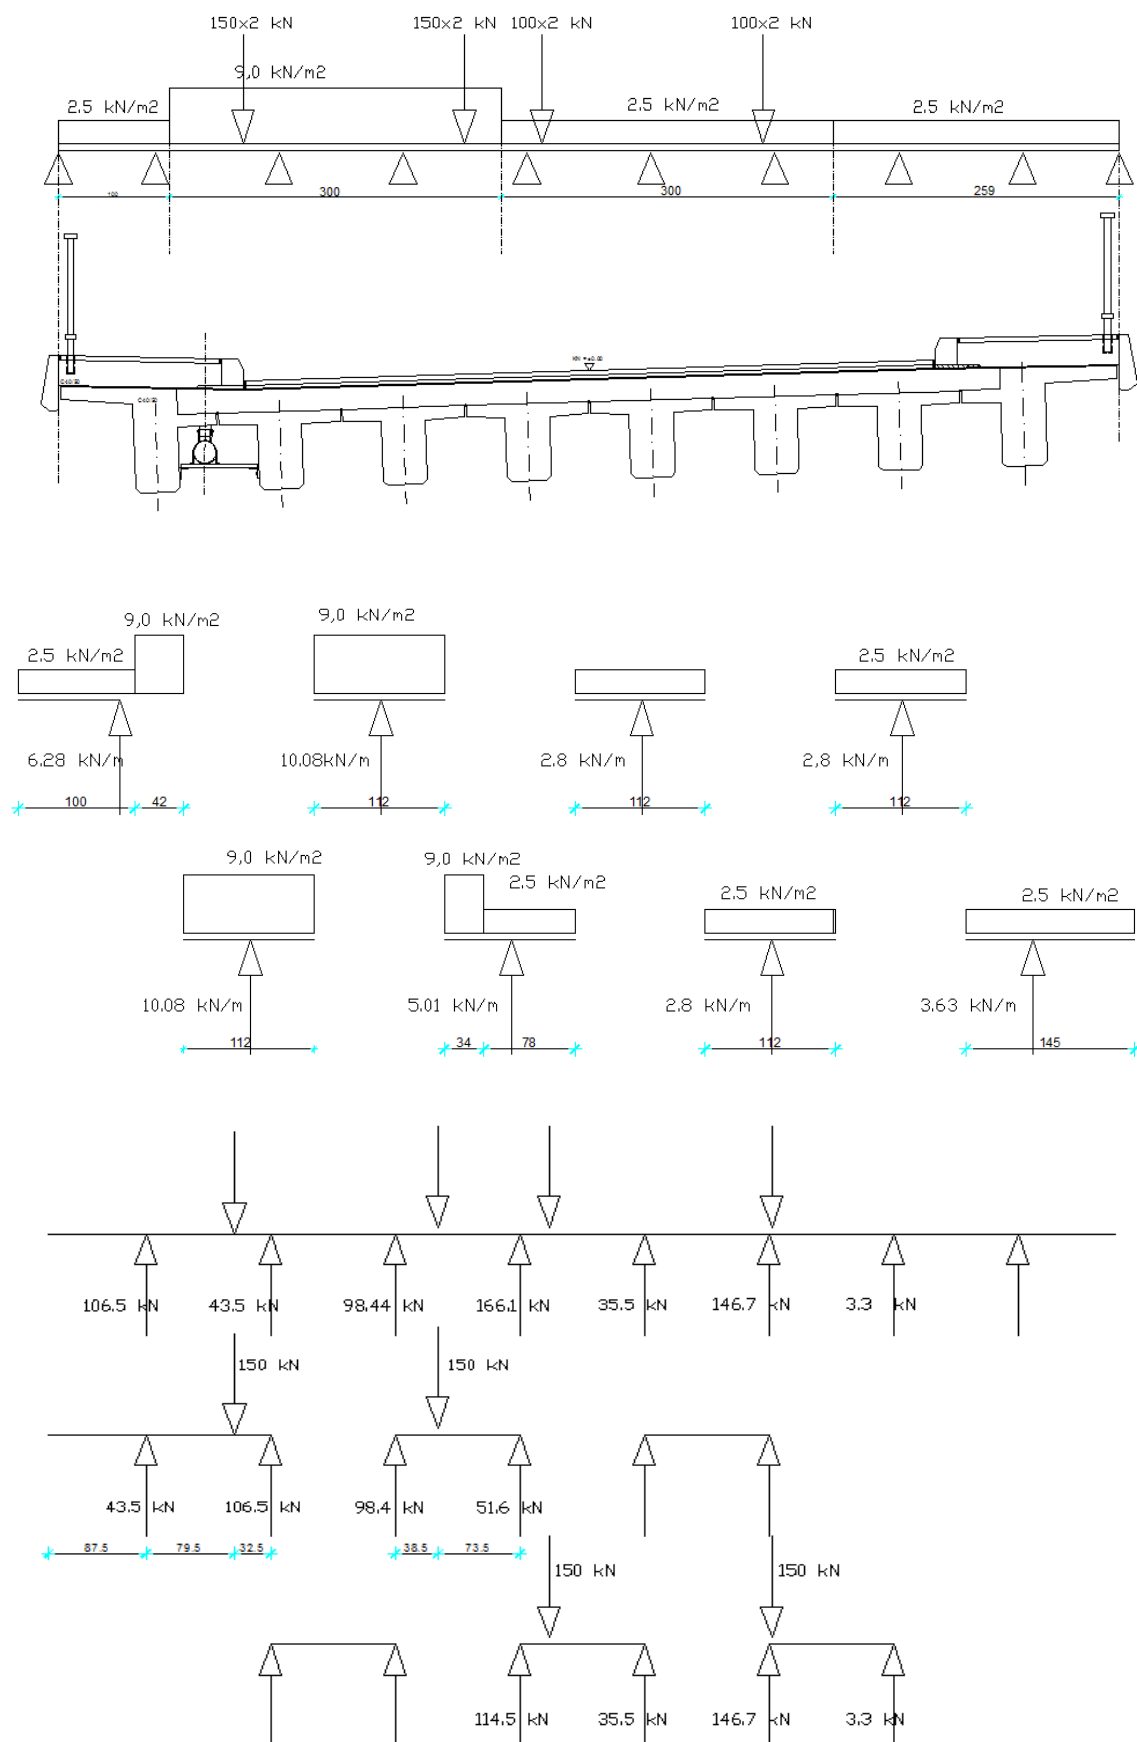 150x2 kN 150x2 kN 100x2 kN 100x2 kN
9,0 kN/m2
2.5 kN/m2 2.5 kN/m2 2.5 kN/m2
100 300 300 259
KN = ±0.00
C40/50
C40/50
9,0 kN/m2 9,0 kN/m2
2.5 kN/m2 2.5 kN/m2
6.28 kN/m 10.08kN/m 2.8 kN/m 2,8 kN/m
100 42 112 112 112
9,0 kN/m2 9,0 kN/m2
2.5 kN/m2 2.5 kN/m2 2.5 kN/m2
10.08 kN/m 5.01 kN/m 2.8 kN/m 3.63 kN/m
112 34 78 112 145
106.5 kN 43.5 kN 98.44 kN 166.1 kN 35.5 kN 146.7 kN 3.3 kN
150 kN 150 kN
43.5 kN 106.5 kN 98.4 kN 51.6 kN
87.5 79.5 32.5 38.5 73.5
150 kN 150 kN
114.5 kN 35.5 kN 146.7 kN 3.3 kN